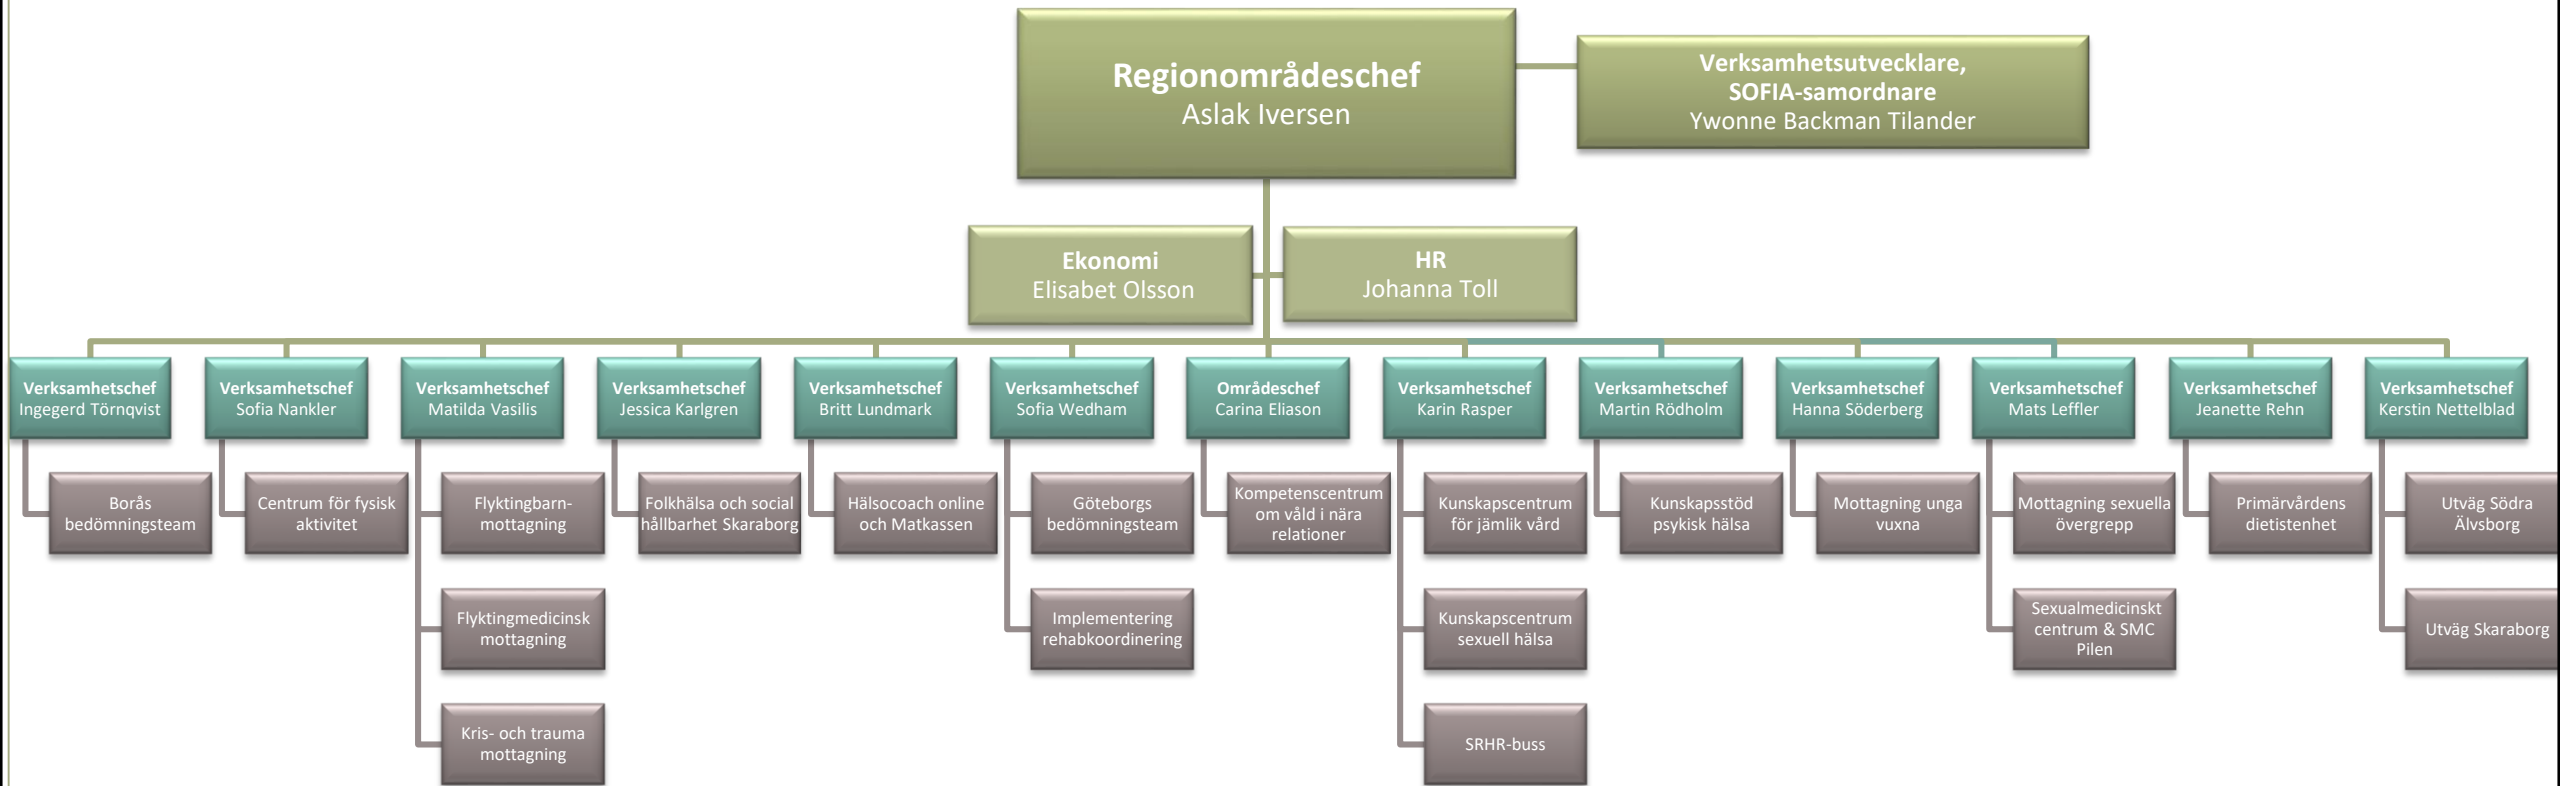 Regionområdeschef
Aslak Iversen
Verksamhetsutvecklare,
SOFIA-samordnare
Ywonne Backman Tilander
Ekonomi
Elisabet Olsson
HR
Johanna Toll
Verksamhetschef
Ingegerd Törnqvist
Verksamhetschef
Sofia Nankler
Verksamhetschef
Matilda Vasilis
Verksamhetschef
Jessica Karlgren
Verksamhetschef
Britt Lundmark
Verksamhetschef
Sofia Wedham
Områdeschef
Carina Eliason
Verksamhetschef
Karin Rasper
Verksamhetschef
Martin Rödholm
Verksamhetschef
Hanna Söderberg
Verksamhetschef
Mats Leffler
Verksamhetschef
Jeanette Rehn
Verksamhetschef
Kerstin Nettelblad
Borås
bedömningsteam
Centrum för fysisk
aktivitet
Flyktingbarn-
mottagning
Folkhälsa och social
hållbarhet Skaraborg
Hälsocoach online
och Matkassen
Göteborgs
bedömningsteam
Kompetenscentrum
om våld i nära
relationer
Kunskapscentrum
för jämlik vård
Kunskapsstöd
psykisk hälsa
Mottagning unga
vuxna
Mottagning sexuella
övergrepp
Primärvårdens
dietistenhet
Utväg Södra
Älvsborg
Flyktingmedicinsk
mottagning
Implementering
rehabkoordinering
Kunskapscentrum
sexuell hälsa
Sexualmedicinskt
centrum & SMC
Pilen
Utväg Skaraborg
Kris- och trauma
mottagning
SRHR-buss